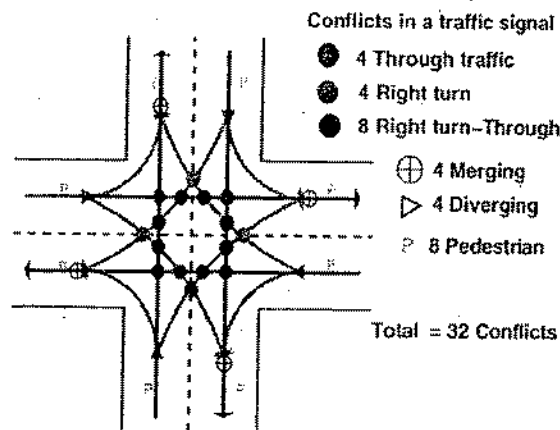 Conflicts in a traffic signal
4 Through traffic
4 Right turn
8 Right turn-Through
4 Merging
4 Diverging
P 8 Pedestrian
Total = 32 Conflicts
P
P
P
P
P